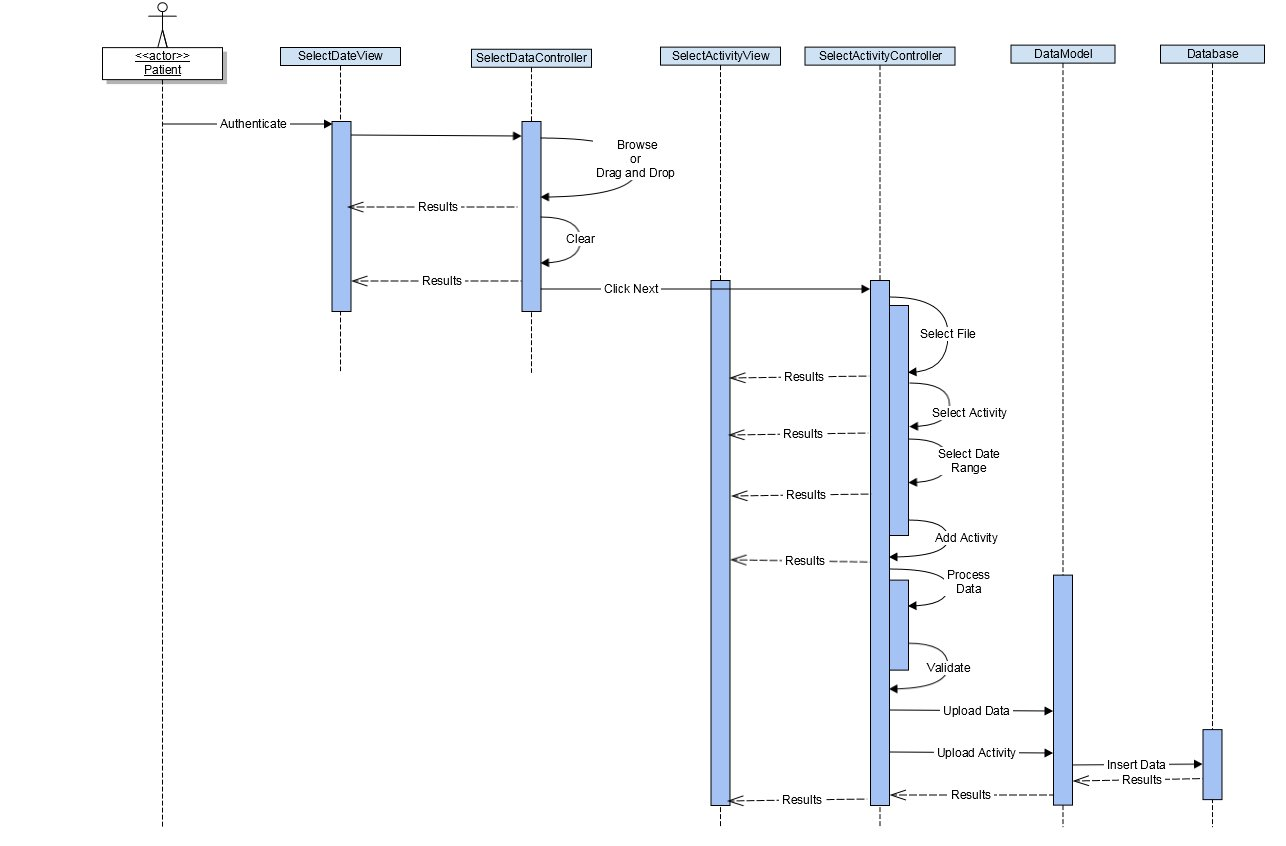 <<actor>>
Patient
SelectDateView
SelectDataController
SelectActivityView
SelectActivityController
DataModel
Database
Authenticate
Browse
or
Drag and Drop
Results
Clear
Results
Click Next
Select File
Results
Select Activity
Results
Select Date
Range
Results
Add Activity
Results
Process
Data
Validate
Upload Data
Upload Activity
Insert Data
Results
Results
Results